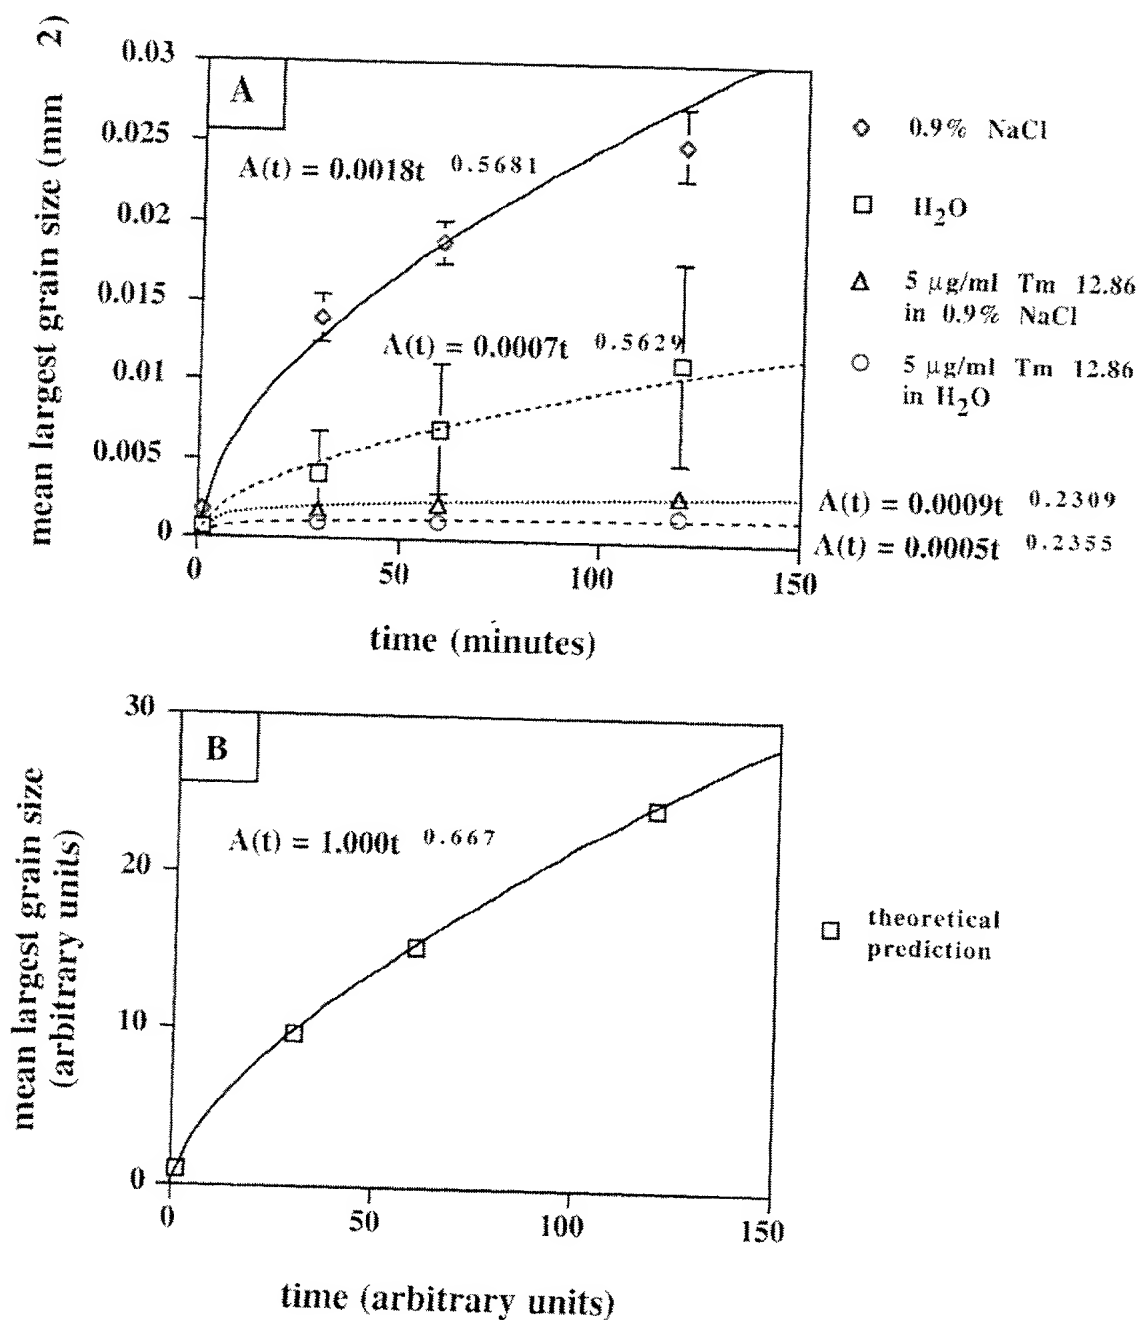 mean largest grain size (mm 2)
0.03
0.025
0.02
0.015
0.01
0.005
0
A
A(t) = 0.0018t 0.5681
A(t) = 0.0007t 0.5629
A(t) = 0.0009t 0.2309
A(t) = 0.0005t 0.2355
0.9% NaCl
H2O
5 µg/ml Tm 12.86
in 0.9% NaCl
5 µg/ml Tm 12.86
in H2O
0
50
100
150
time (minutes)
mean largest grain size
(arbitrary units)
30
20
10
0
B
A(t) = 1.000t 0.667
theoretical
prediction
0
50
100
150
time (arbitrary units)